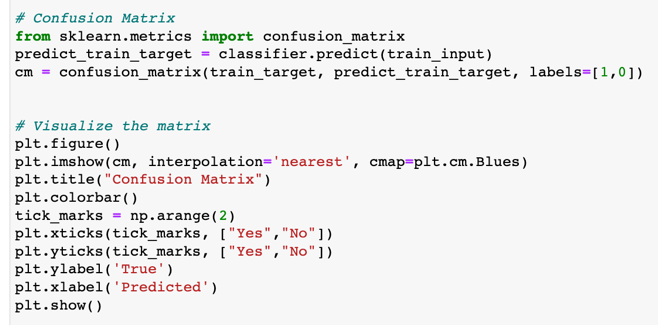 # Confusion Matrix
from sklearn.metrics import confusion_matrix
predict_train_target = classifier.predict(train_input)
cm = confusion_matrix(train_target, predict_train_target, labels=[1,0])
# Visualize the matrix
plt.figure()
plt.imshow(cm, interpolation='nearest', cmap=plt.cm.Blues)
plt.title("Confusion Matrix")
plt.colorbar()
tick_marks = np.arange(2)
plt.xticks(tick_marks, ["Yes","No"])
plt.yticks(tick_marks, ["Yes","No"])
plt.ylabel('True')
plt.xlabel('Predicted')
plt.show()